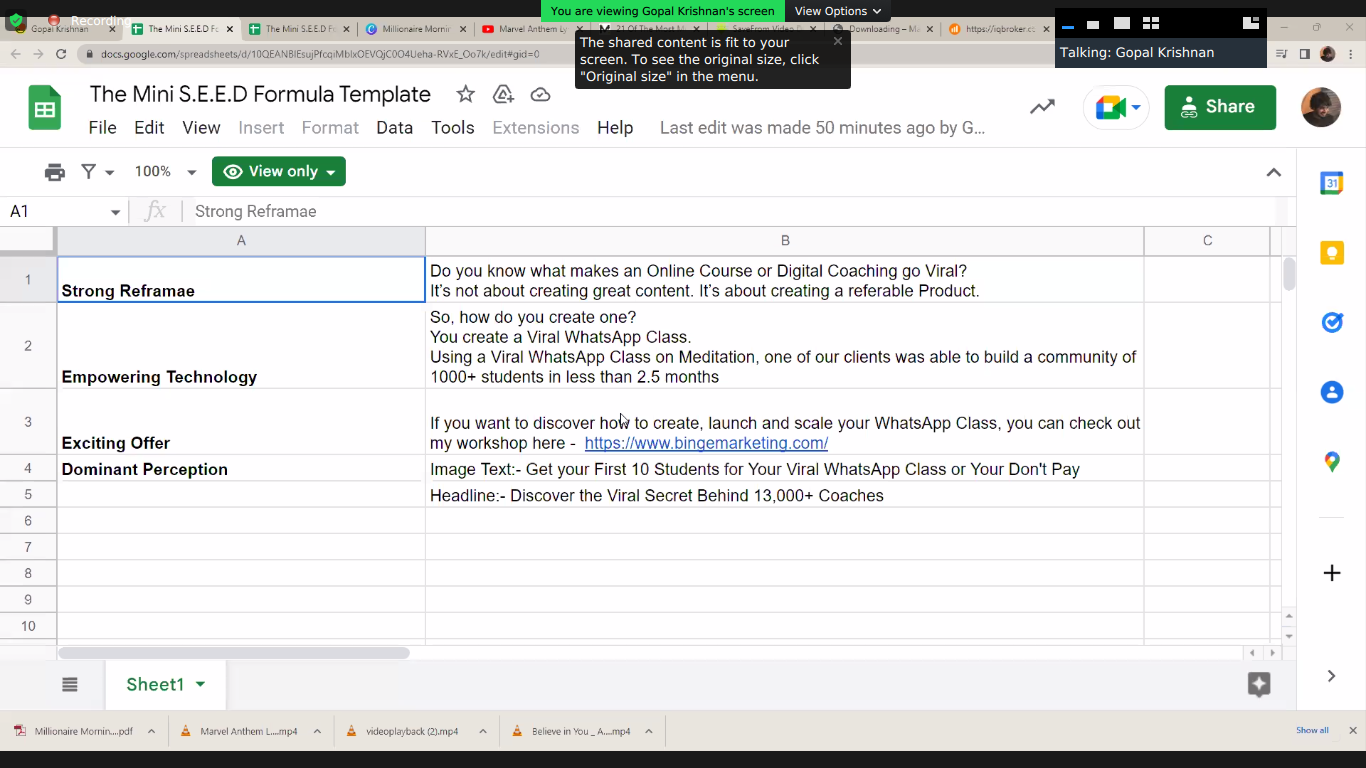 Recording
You are viewing Gopal Krishnan's screen
View Options
Gopal Krishnan
The Mini S.E.E.D F
The Mini S.E.E.D F
Millionaire Mornin
Marvel Anthem Ly
21 Of The Most M
SaveFrom Video D
Downloading – Ma
https://iqbroker.cc
docs.google.com/spreadsheets/d/
/edit#gid=0
The shared content is fit to your
screen. To see the original size, click
"Original size" in the menu.
Talking: Gopal Krishnan
The Mini S.E.E.D Formula Template
File Edit View Insert Format Data Tools Extensions Help Last edit was made 50 minutes ago by G...
Share
100%
View only
A1 fx Strong Reframae
A B C
1 Strong Reframae
Do you know what makes an Online Course or Digital Coaching go Viral?
It's not about creating great content. It's about creating a referable Product.
2 Empowering Technology
So, how do you create one?
You create a Viral WhatsApp Class.
Using a Viral WhatsApp Class on Meditation, one of our clients was able to build a community of
1000+ students in less than 2.5 months
3 Exciting Offer
If you want to discover how to create, launch and scale your WhatsApp Class, you can check out
my workshop here - https://www.bingemarketing.com/
4 Dominant Perception Image Text:- Get your First 10 Students for Your Viral WhatsApp Class or Your Don't Pay
5 Headline:- Discover the Viral Secret Behind 13,000+ Coaches
6
7
8
9
10
31
Sheet1
Millionaire Mornin....pdf
Marvel Anthem L....mp4
videoplayback (2).mp4
Believe in You _ A....mp4
Show all